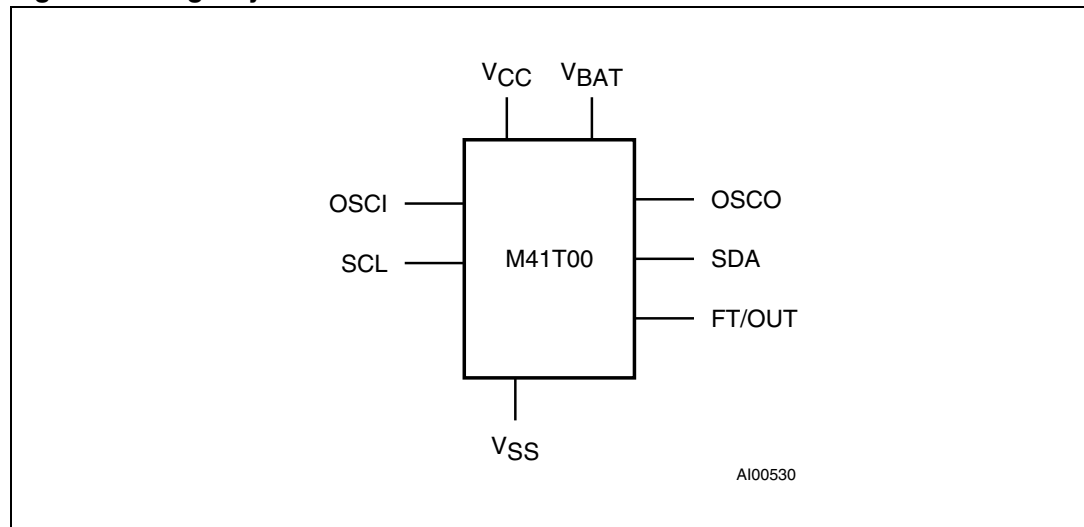 VCC VBAT
OSCI
OSCO
SCL
M41T00
SDA
FT/OUT
VSS
AI00530